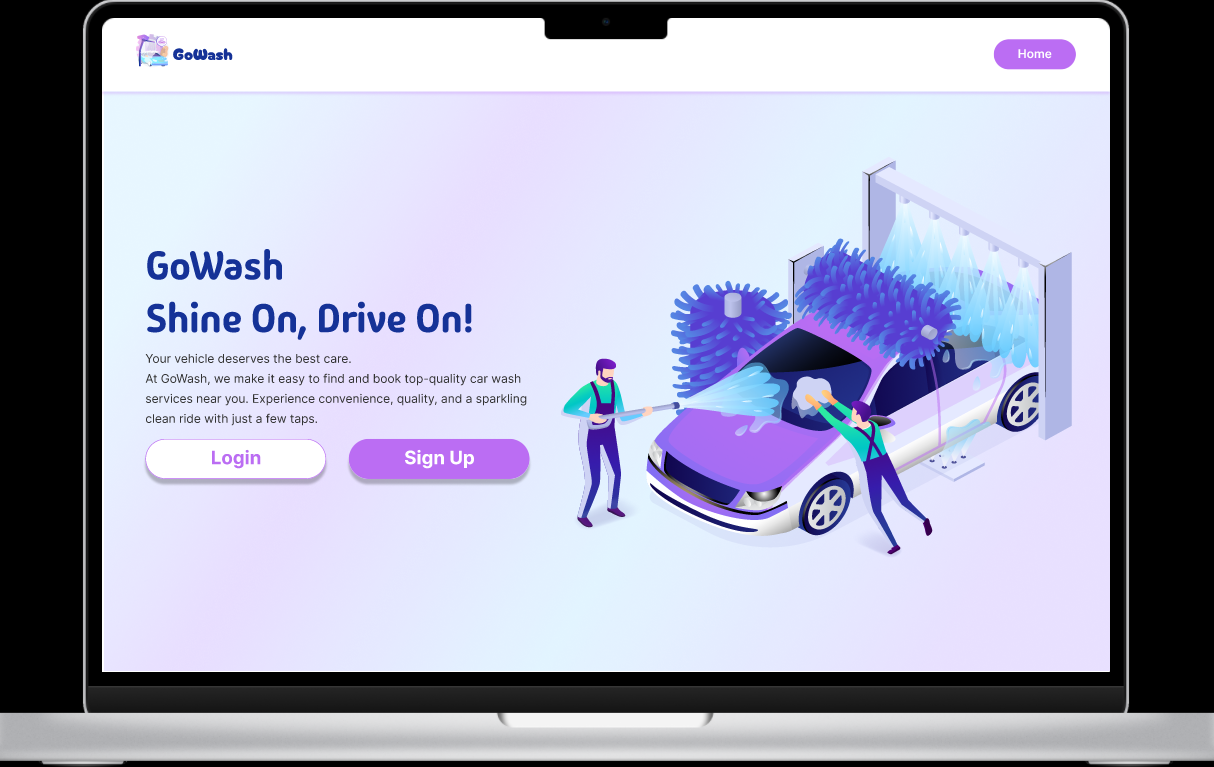 GoWash
Home
GoWash
Shine On, Drive On!
Your vehicle deserves the best care.
At GoWash, we make it easy to find and book top-quality car wash
services near you. Experience convenience, quality, and a sparkling
clean ride with just a few taps.
Login
Sign Up